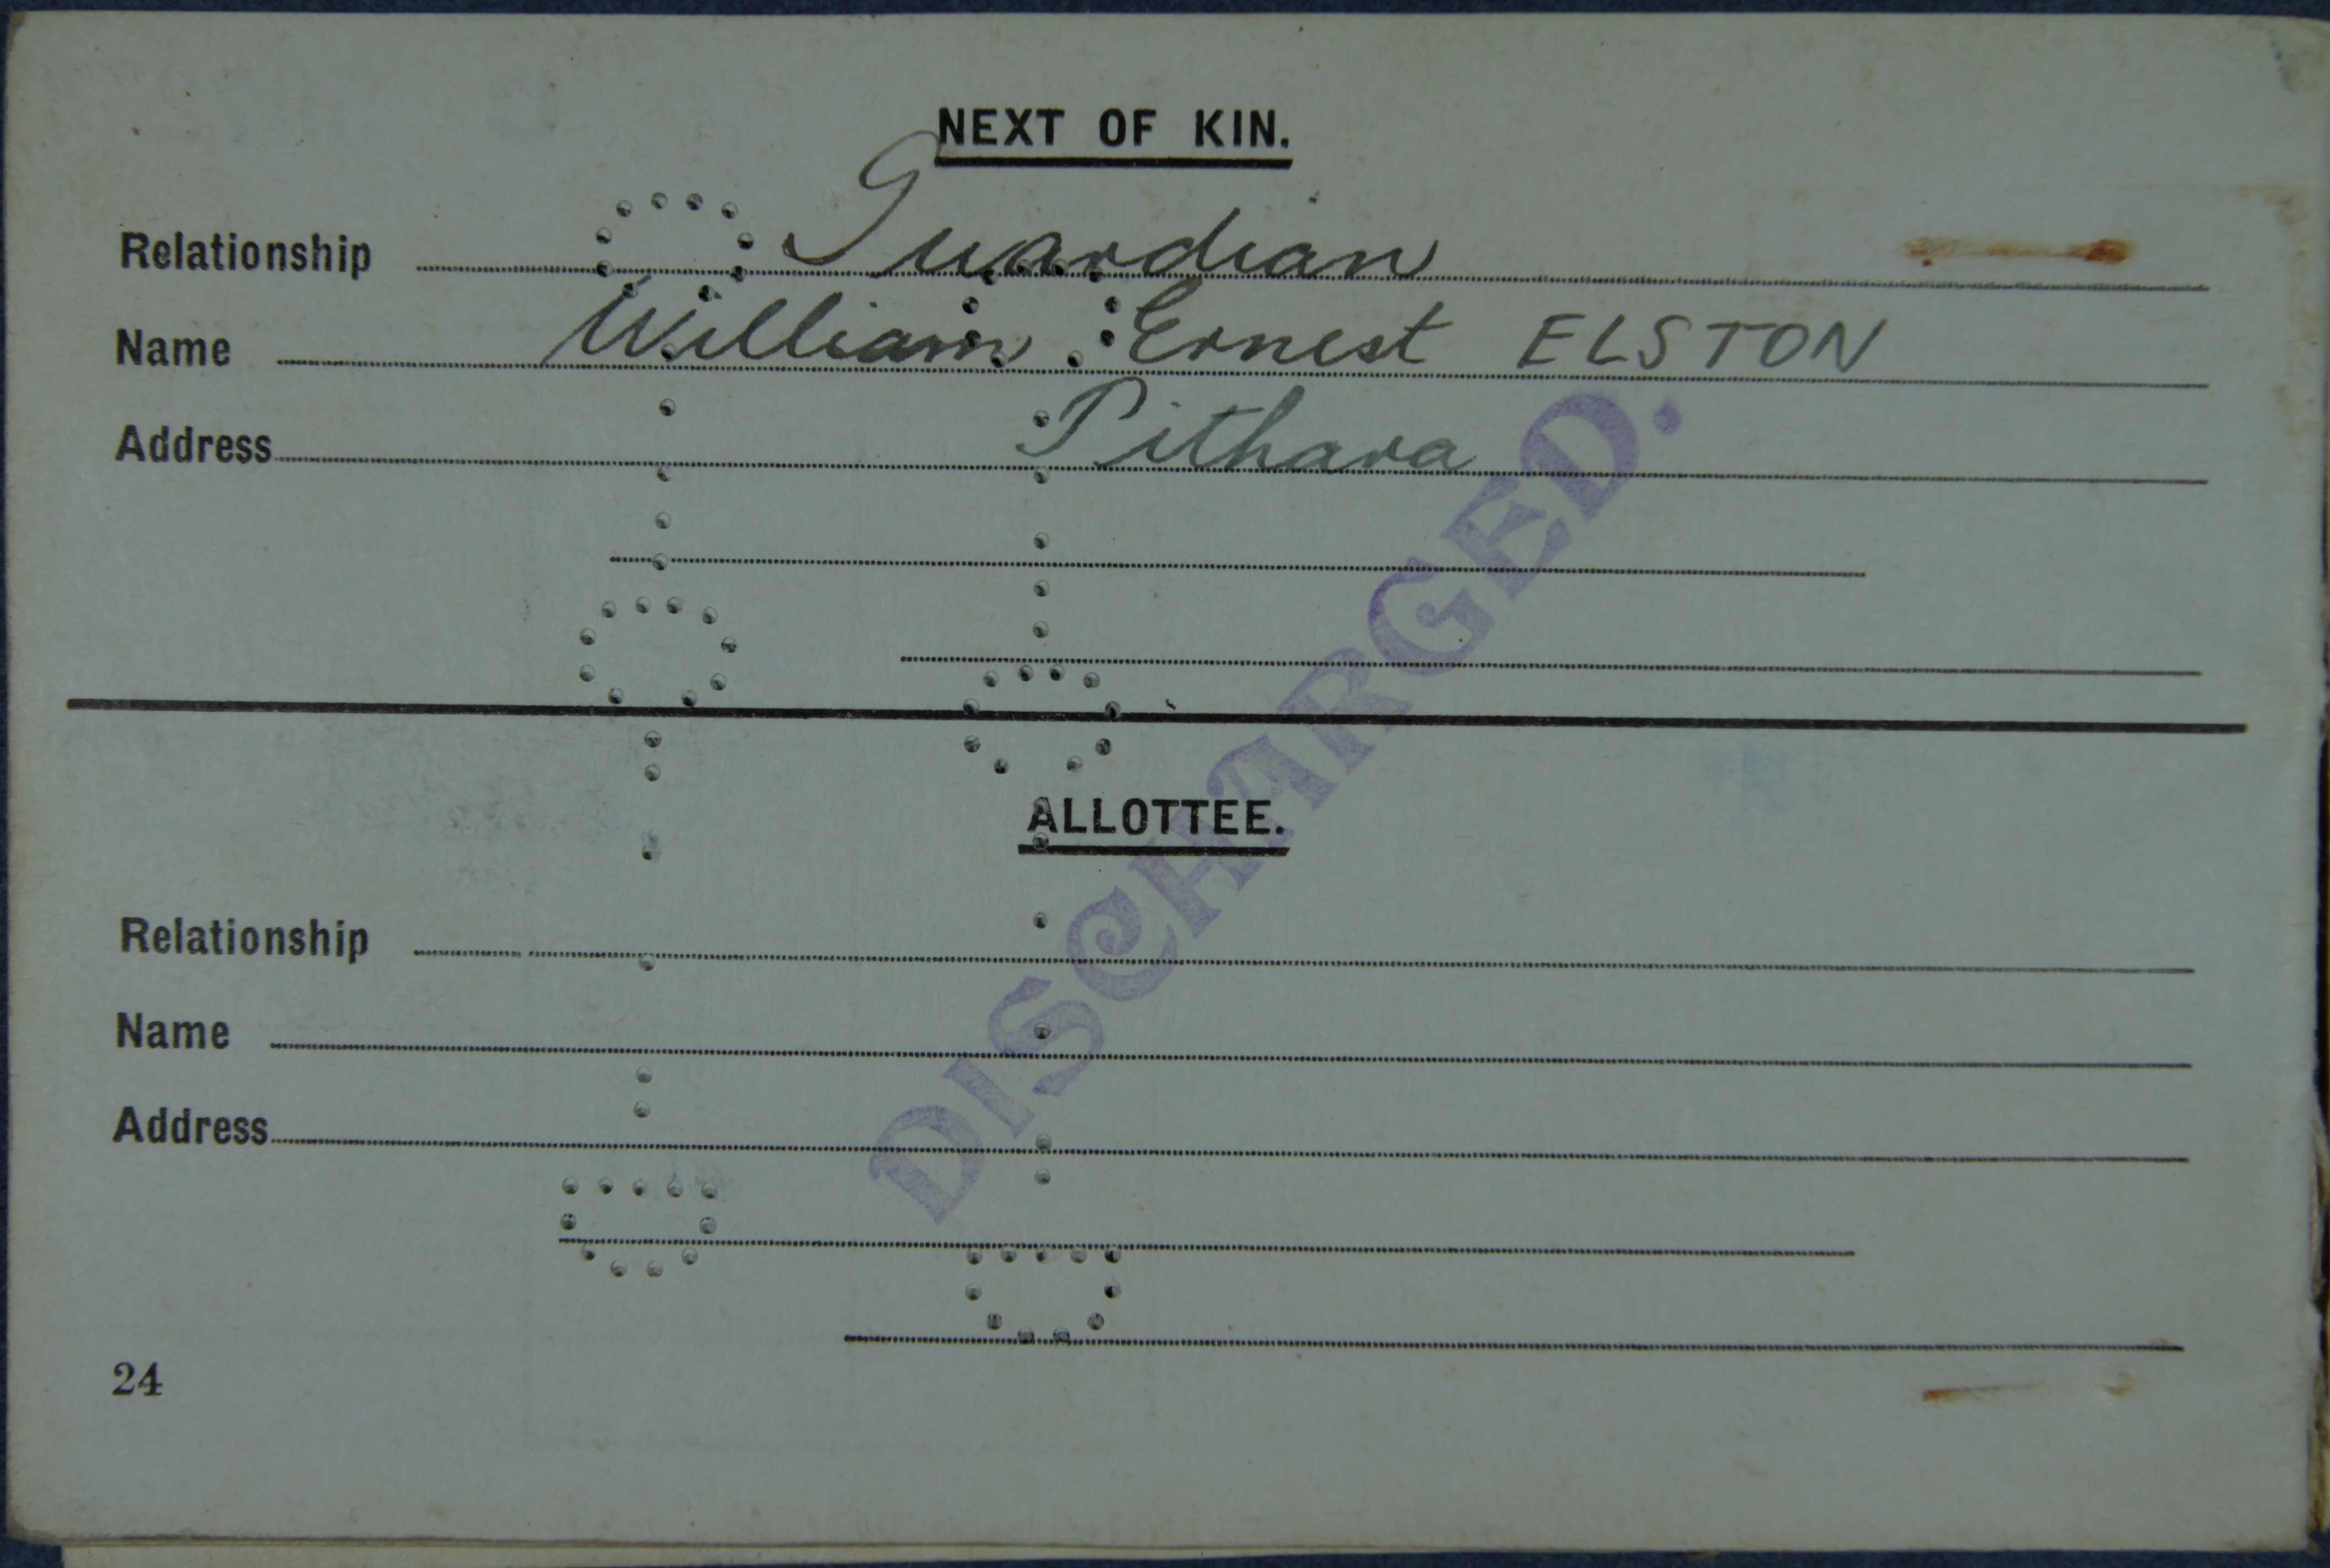 NEXT OF KIN.
Relationship Guardian
Name William Ernest ELSTON
Address Pithara
DISCHARGED.
ALLOTTEE.
Relationship
Name
Address
24